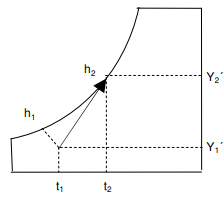 h₂
Y₂´
h₁
Y₁´
t₁ t₂